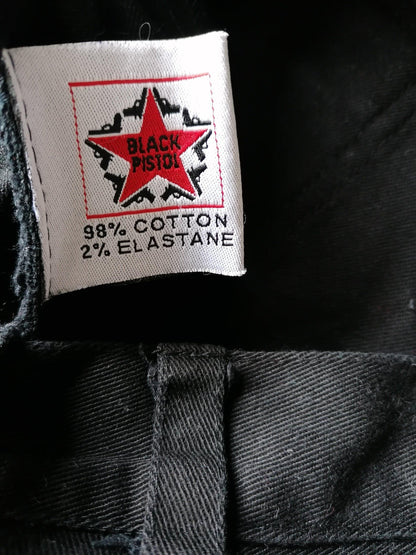 BLACK
PISTOL
98% COTTON
2% ELASTANE